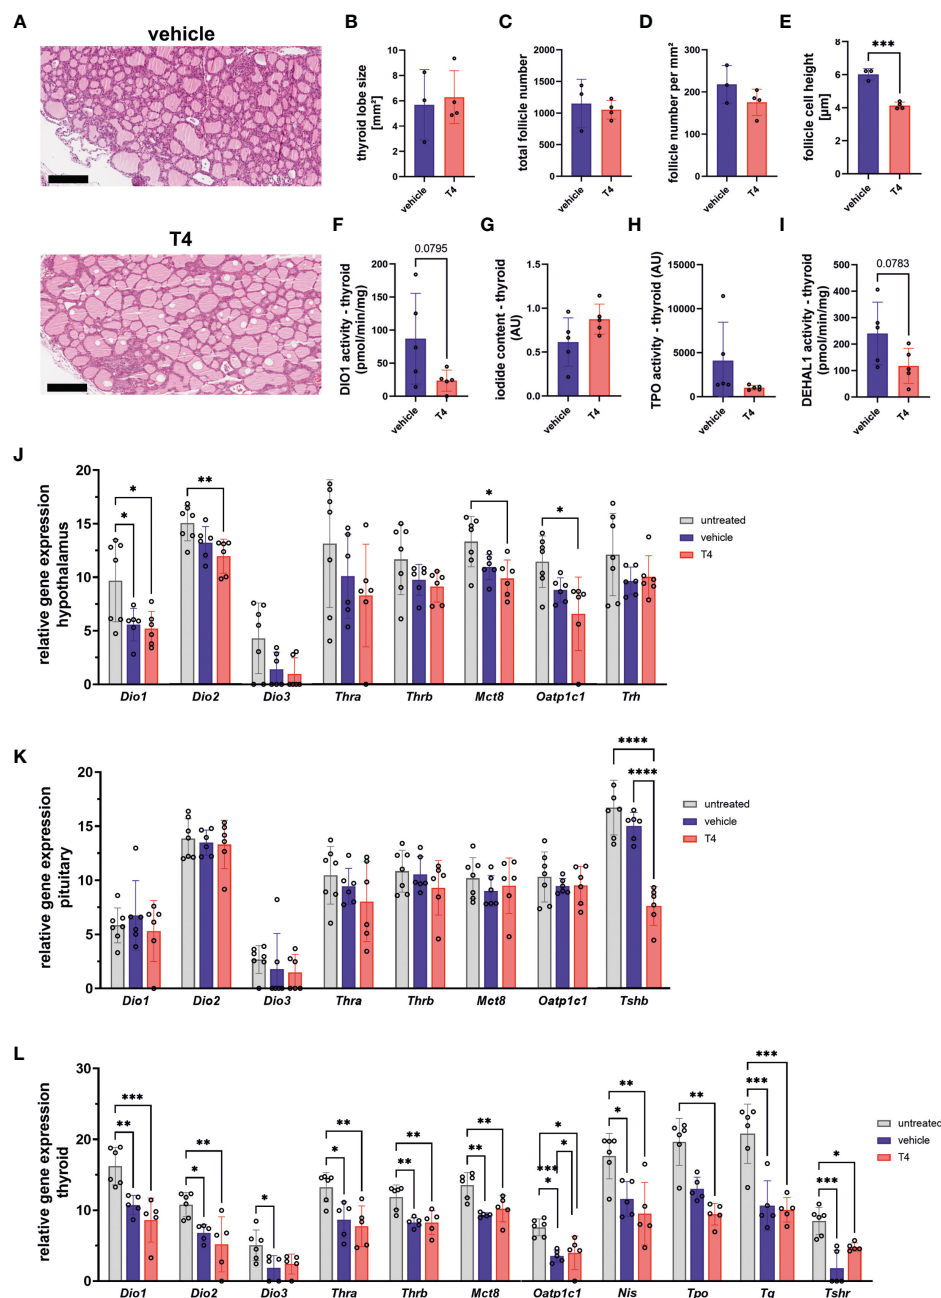 A
vehicle
T4
B
thyroid lobe size
[mm²]
10
8
6
4
2
0
vehicle
T4
C
total follicle number
2000
1500
1000
500
0
vehicle
T4
D
follicle number per mm²
300
200
100
0
vehicle
T4
E
follicle cell height
[µm]
8
6
4
2
0
***
vehicle
T4
F
DIO1 activity - thyroid
(pmol/min/mg)
200
150
100
50
0
0.0795
vehicle
T4
G
iodide content - thyroid
(AU)
1.5
1.0
0.5
0.0
vehicle
T4
H
TPO activity - thyroid (AU)
15000
10000
5000
0
vehicle
T4
I
DEHAL1 activity - thyroid
(pmol/min/mg)
500
400
300
200
100
0
0.0783
vehicle
T4
J
relative gene expression
hypothalamus
20
15
10
5
0
*
*
**
*
*
Dio1
Dio2
Dio3
Thra
Thrb
Mct8
Oatp1c1
Trh
untreated
vehicle
T4
K
relative gene expression
pituitary
20
15
10
5
0
****
****
Dio1
Dio2
Dio3
Thra
Thrb
Mct8
Oatp1c1
Tshb
untreated
vehicle
T4
L
relative gene expression
thyroid
30
20
10
0
***
**
**
*
*
**
*
**
**
**
**
*
*
***
*
**
*
**
***
***
*
***
Dio1
Dio2
Dio3
Thra
Thrb
Mct8
Oatp1c1
Nis
Tpo
Tg
Tshr
untreated
vehicle
T4